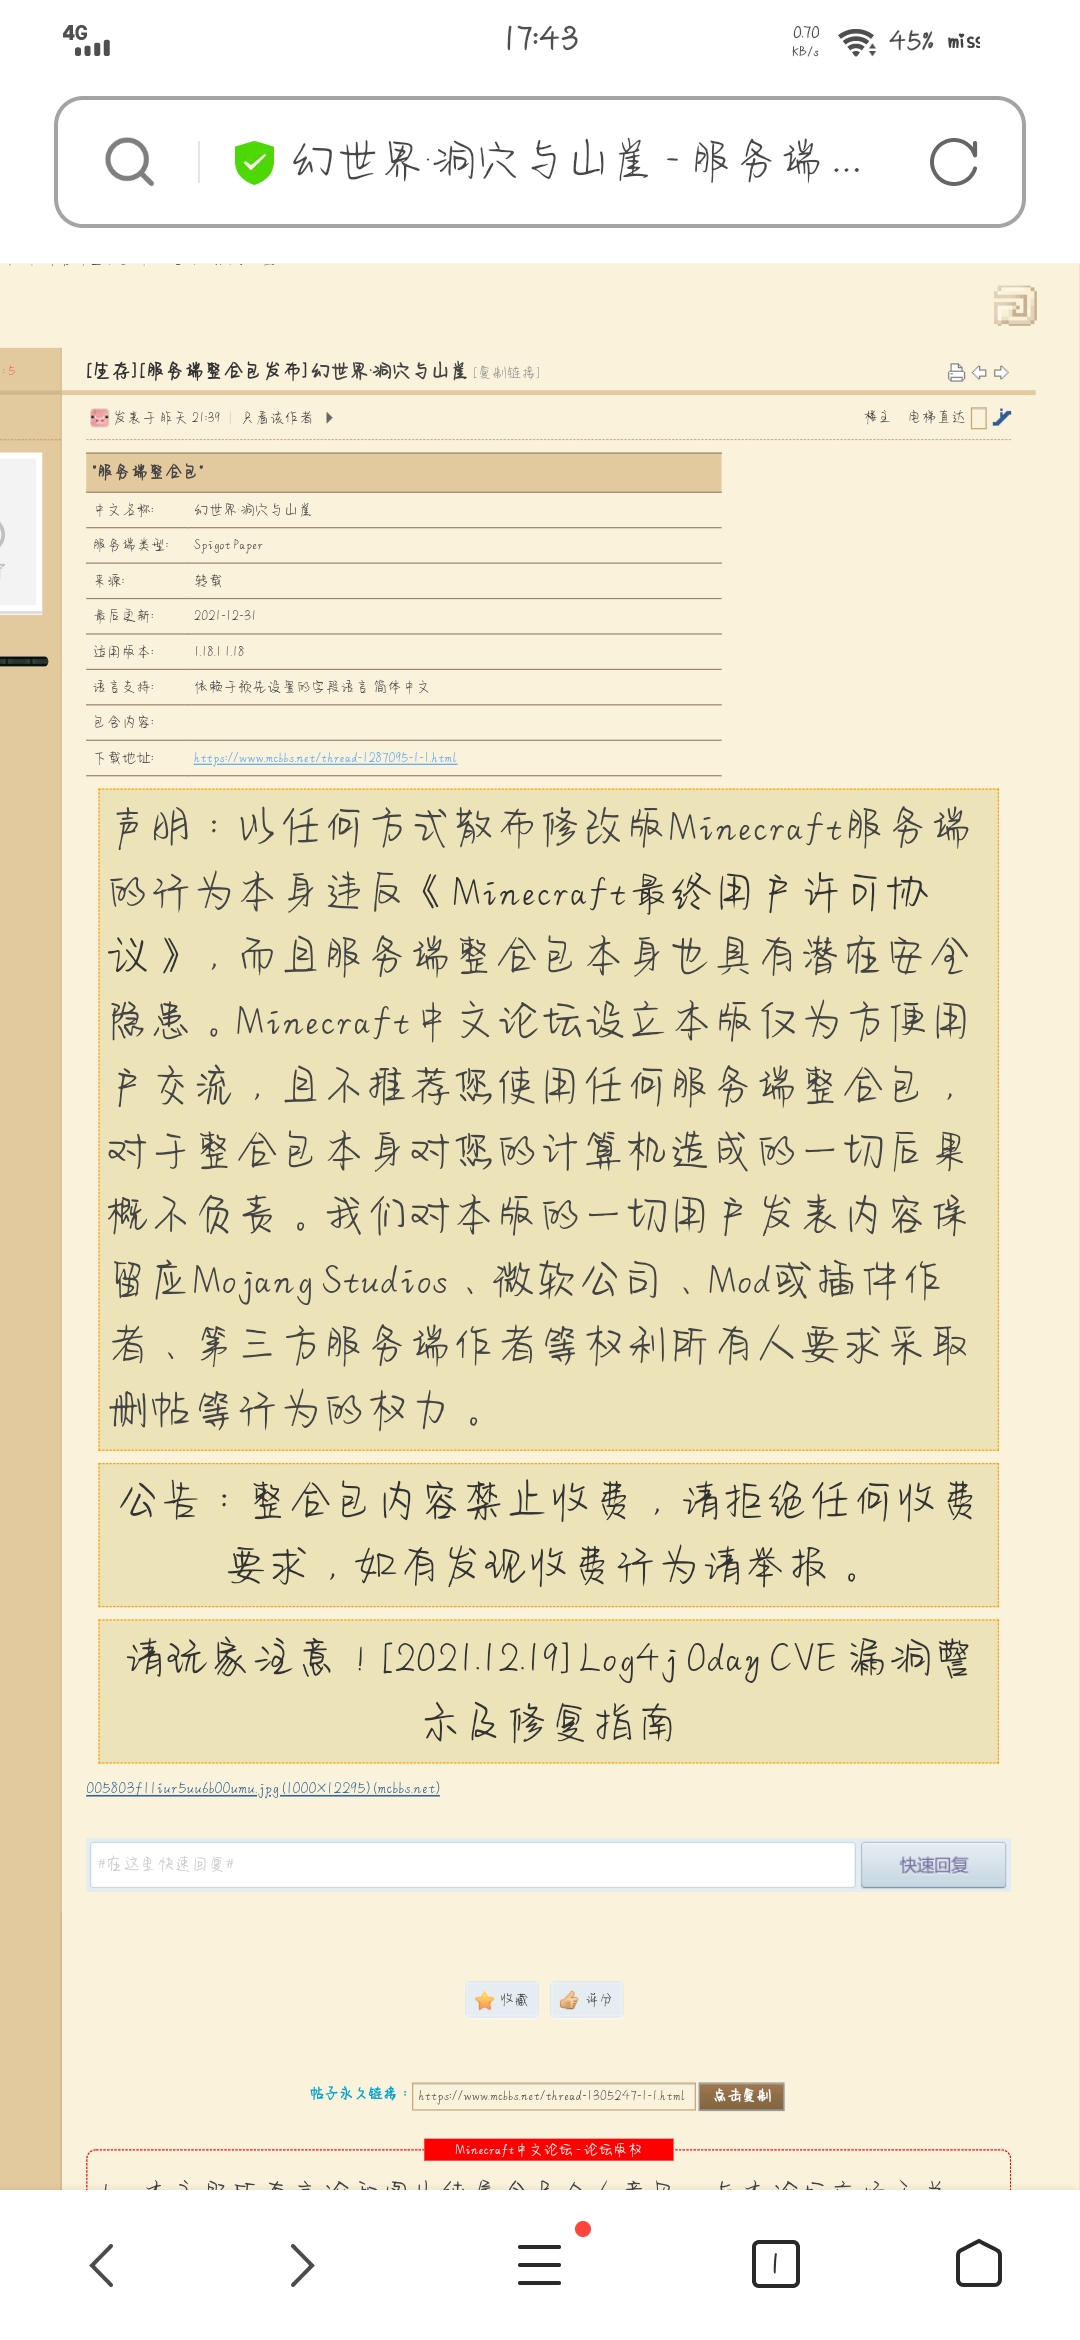 4G
17:43
0.70
KB/s
45%
miss
幻世界·洞穴与山崖 - 服务端...
:5
[生存][服务端整合包发布]幻世界·洞穴与山崖 [复制链接]
发表于 昨天 21:39 | 只看该作者
楼主 电梯直达
"服务端整合包"
中文名称: 幻世界·洞穴与山崖
服务端类型: Spigot Paper
来源: 转载
最后更新: 2021-12-31
适用版本: 1.18.1 1.18
语言支持: 依赖于预先设置的字段语言 简体中文
包含内容:
下载地址: https://www.mcbbs.net/thread-1287095-1-1.html
声明：以任何方式散布修改版Minecraft服务端
的行为本身违反《Minecraft最终用户许可协
议》，而且服务端整合包本身也具有潜在安全
隐患。Minecraft中文论坛设立本版仅为方便用
户交流，且不推荐您使用任何服务端整合包，
对于整合包本身对您的计算机造成的一切后果
概不负责。我们对本版的一切用户发表内容保
留应Mojang Studios、微软公司、Mod或插件作
者、第三方服务端作者等权利所有人要求采取
删帖等行为的权力。
公告：整合包内容禁止收费，请拒绝任何收费
要求，如有发现收费行为请举报。
请玩家注意！[2021.12.19] Log4j 0day CVE 漏洞警
示及修复指南
005803f11iur5uu6b00umu.jpg (1000×12295) (mcbbs.net)
#在这里快速回复#
快速回复
收藏
评分
帖子永久链接：
https://www.mcbbs.net/thread-1305247-1-1.html
点击复制
Minecraft中文论坛 - 论坛版权
1